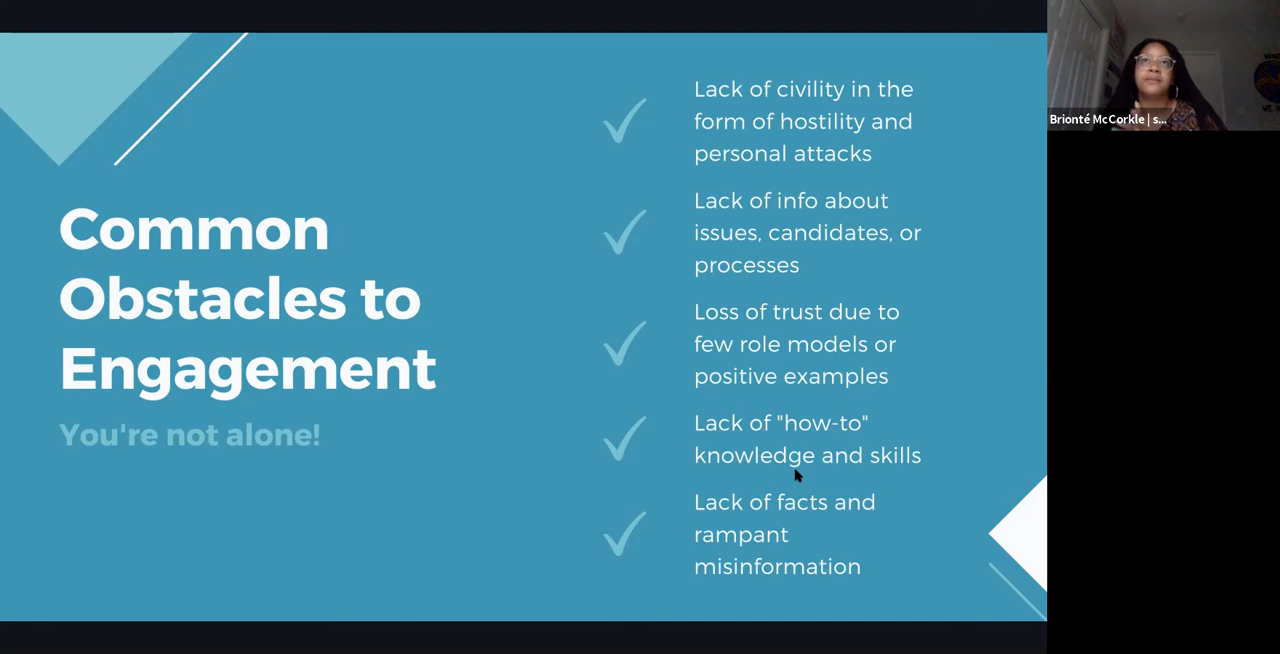 Common
Obstacles to
Engagement
You're not alone!
Lack of civility in the
form of hostility and
personal attacks
Lack of info about
issues, candidates, or
processes
Loss of trust due to
few role models or
positive examples
Lack of "how-to"
knowledge and skills
Lack of facts and
rampant
misinformation
Brionté McCorkle | s...